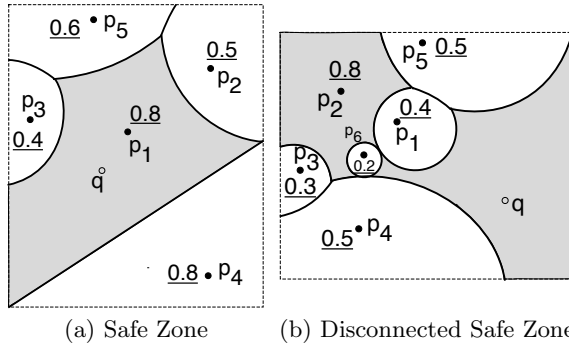 0.6 p5
0.5
p2
p3
0.4
0.8
p1
q
0.8 p4
(a) Safe Zone
p5 0.5
0.8
p2
0.4
p1
p6
0.2
p3
0.3
q
0.5 p4
(b) Disconnected Safe Zone